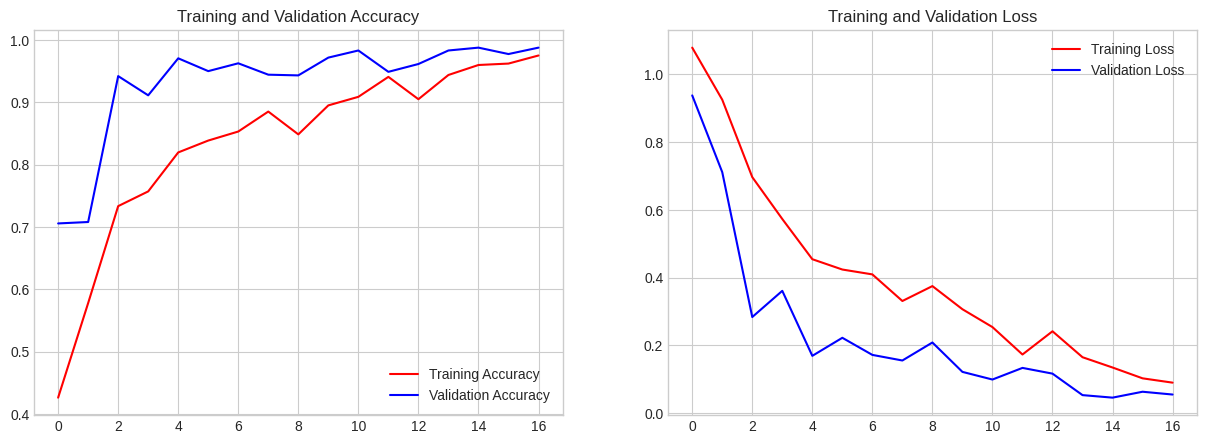 Training and Validation Accuracy
1.0
0.9
0.8
0.7
0.6
0.5
0.4
0 2 4 6 8 10 12 14 16
Training Accuracy
Validation Accuracy
Training and Validation Loss
1.0
0.8
0.6
0.4
0.2
0.0
0 2 4 6 8 10 12 14 16
Training Loss
Validation Loss